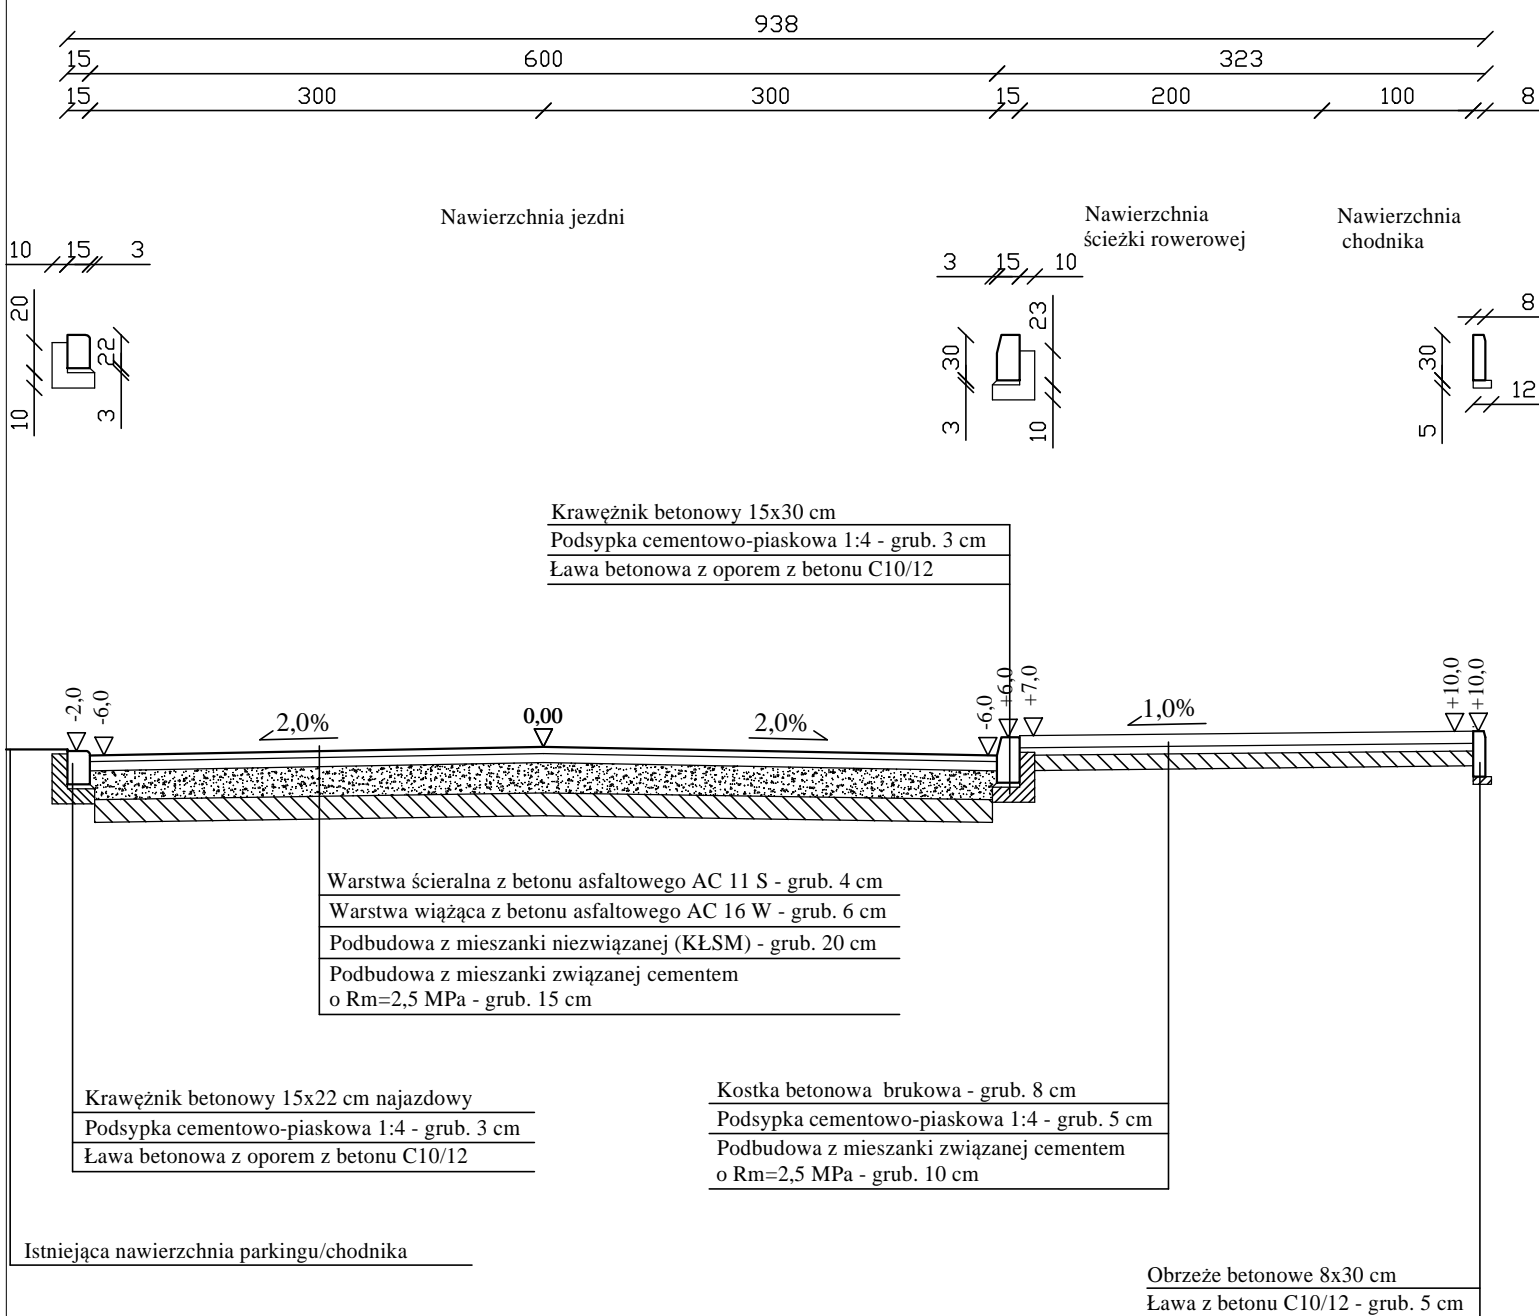 938
15 600 323
15 300 300 15 200 100 8
Nawierzchnia jezdni
Nawierzchnia
ścieżki rowerowej
Nawierzchnia
chodnika
10 15 3
20
22
10
3
3 15 10
23
30
3
10
8
30
12
5
Krawężnik betonowy 15x30 cm
Podsypka cementowo-piaskowa 1:4 - grub. 3 cm
Ława betonowa z oporem z betonu C10/12
-2,0
-6,0
2,0%
0,00
2,0%
-6,0
+6,0
+7,0
1,0%
+10,0
+10,0
Warstwa ścieralna z betonu asfaltowego AC 11 S - grub. 4 cm
Warstwa wiążąca z betonu asfaltowego AC 16 W - grub. 6 cm
Podbudowa z mieszanki niezwiązanej (KŁSM) - grub. 20 cm
Podbudowa z mieszanki związanej cementem
o Rm=2,5 MPa - grub. 15 cm
Krawężnik betonowy 15x22 cm najazdowy
Podsypka cementowo-piaskowa 1:4 - grub. 3 cm
Ława betonowa z oporem z betonu C10/12
Kostka betonowa brukowa - grub. 8 cm
Podsypka cementowo-piaskowa 1:4 - grub. 5 cm
Podbudowa z mieszanki związanej cementem
o Rm=2,5 MPa - grub. 10 cm
Istniejąca nawierzchnia parkingu/chodnika
Obrzeże betonowe 8x30 cm
Ława z betonu C10/12 - grub. 5 cm